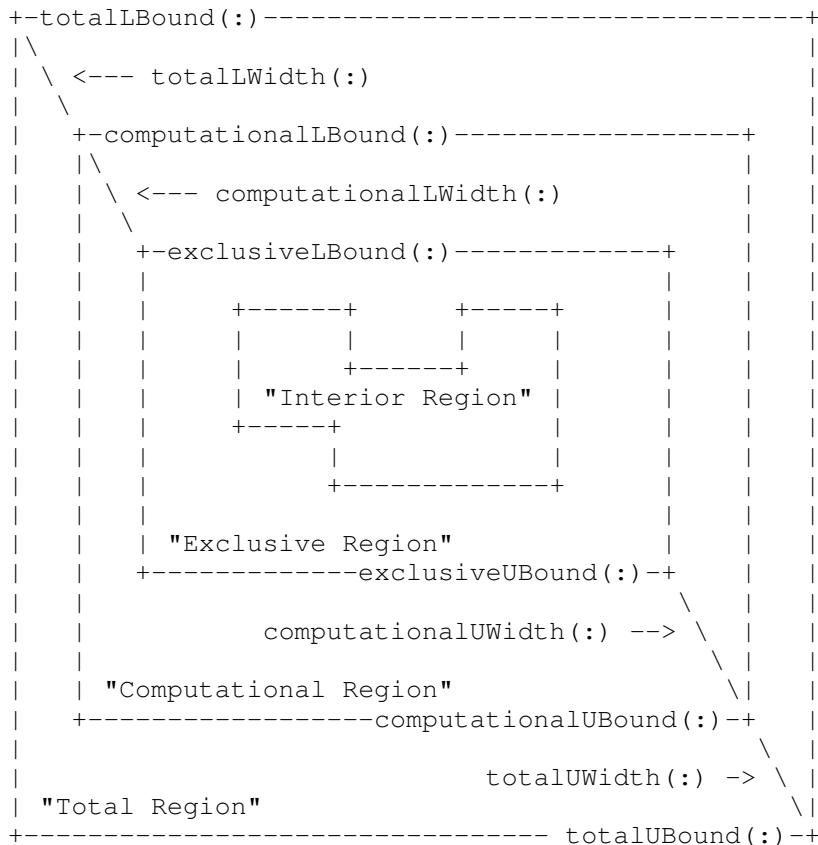 totalLBound(:)
<--- totalLWidth(:)
computationalLBound(:)
<--- computationalLWidth(:)
exclusiveLBound(:)
"Interior Region"
"Exclusive Region"
exclusiveUBound(:)
computationalUWidth(:) -->
"Computational Region"
computationalUBound(:)
totalUWidth(:) ->
"Total Region"
totalUBound(:)